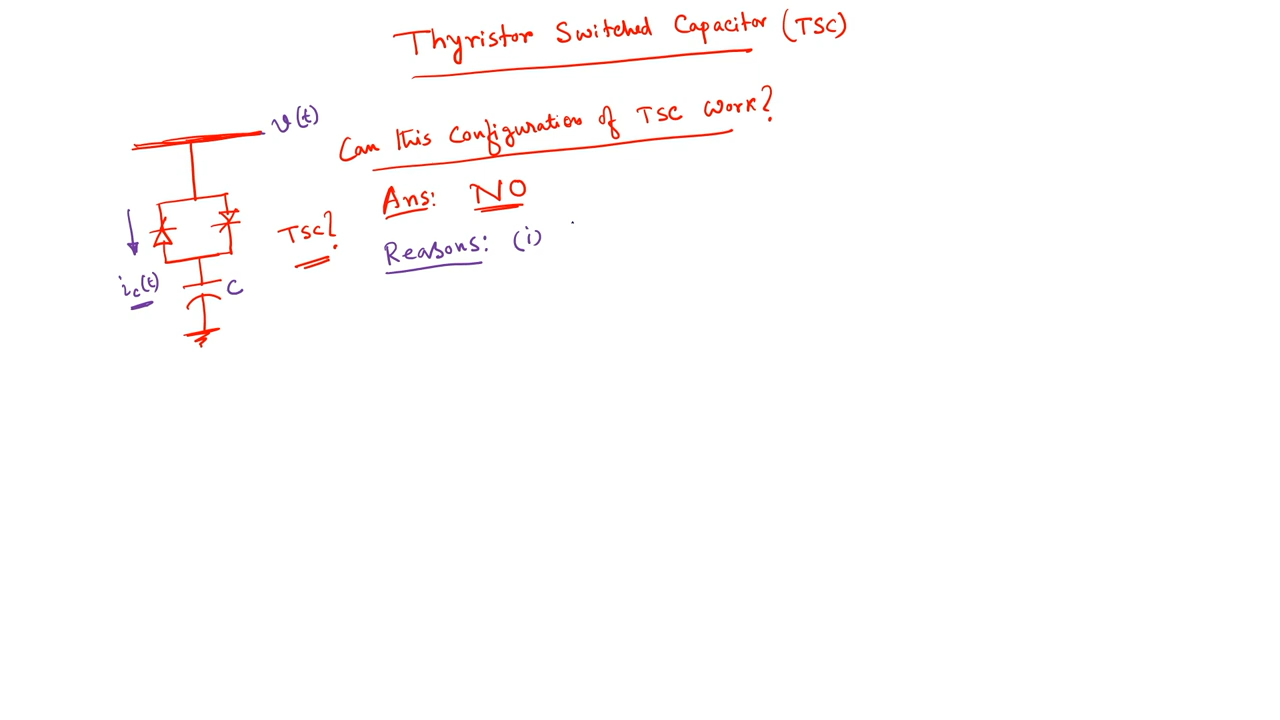 Thyristor Switched Capacitor (TSC)
v(t)
Can this configuration of TSC work?
Ans: NO
TSC?
Reasons: (i)
ic(t)
C